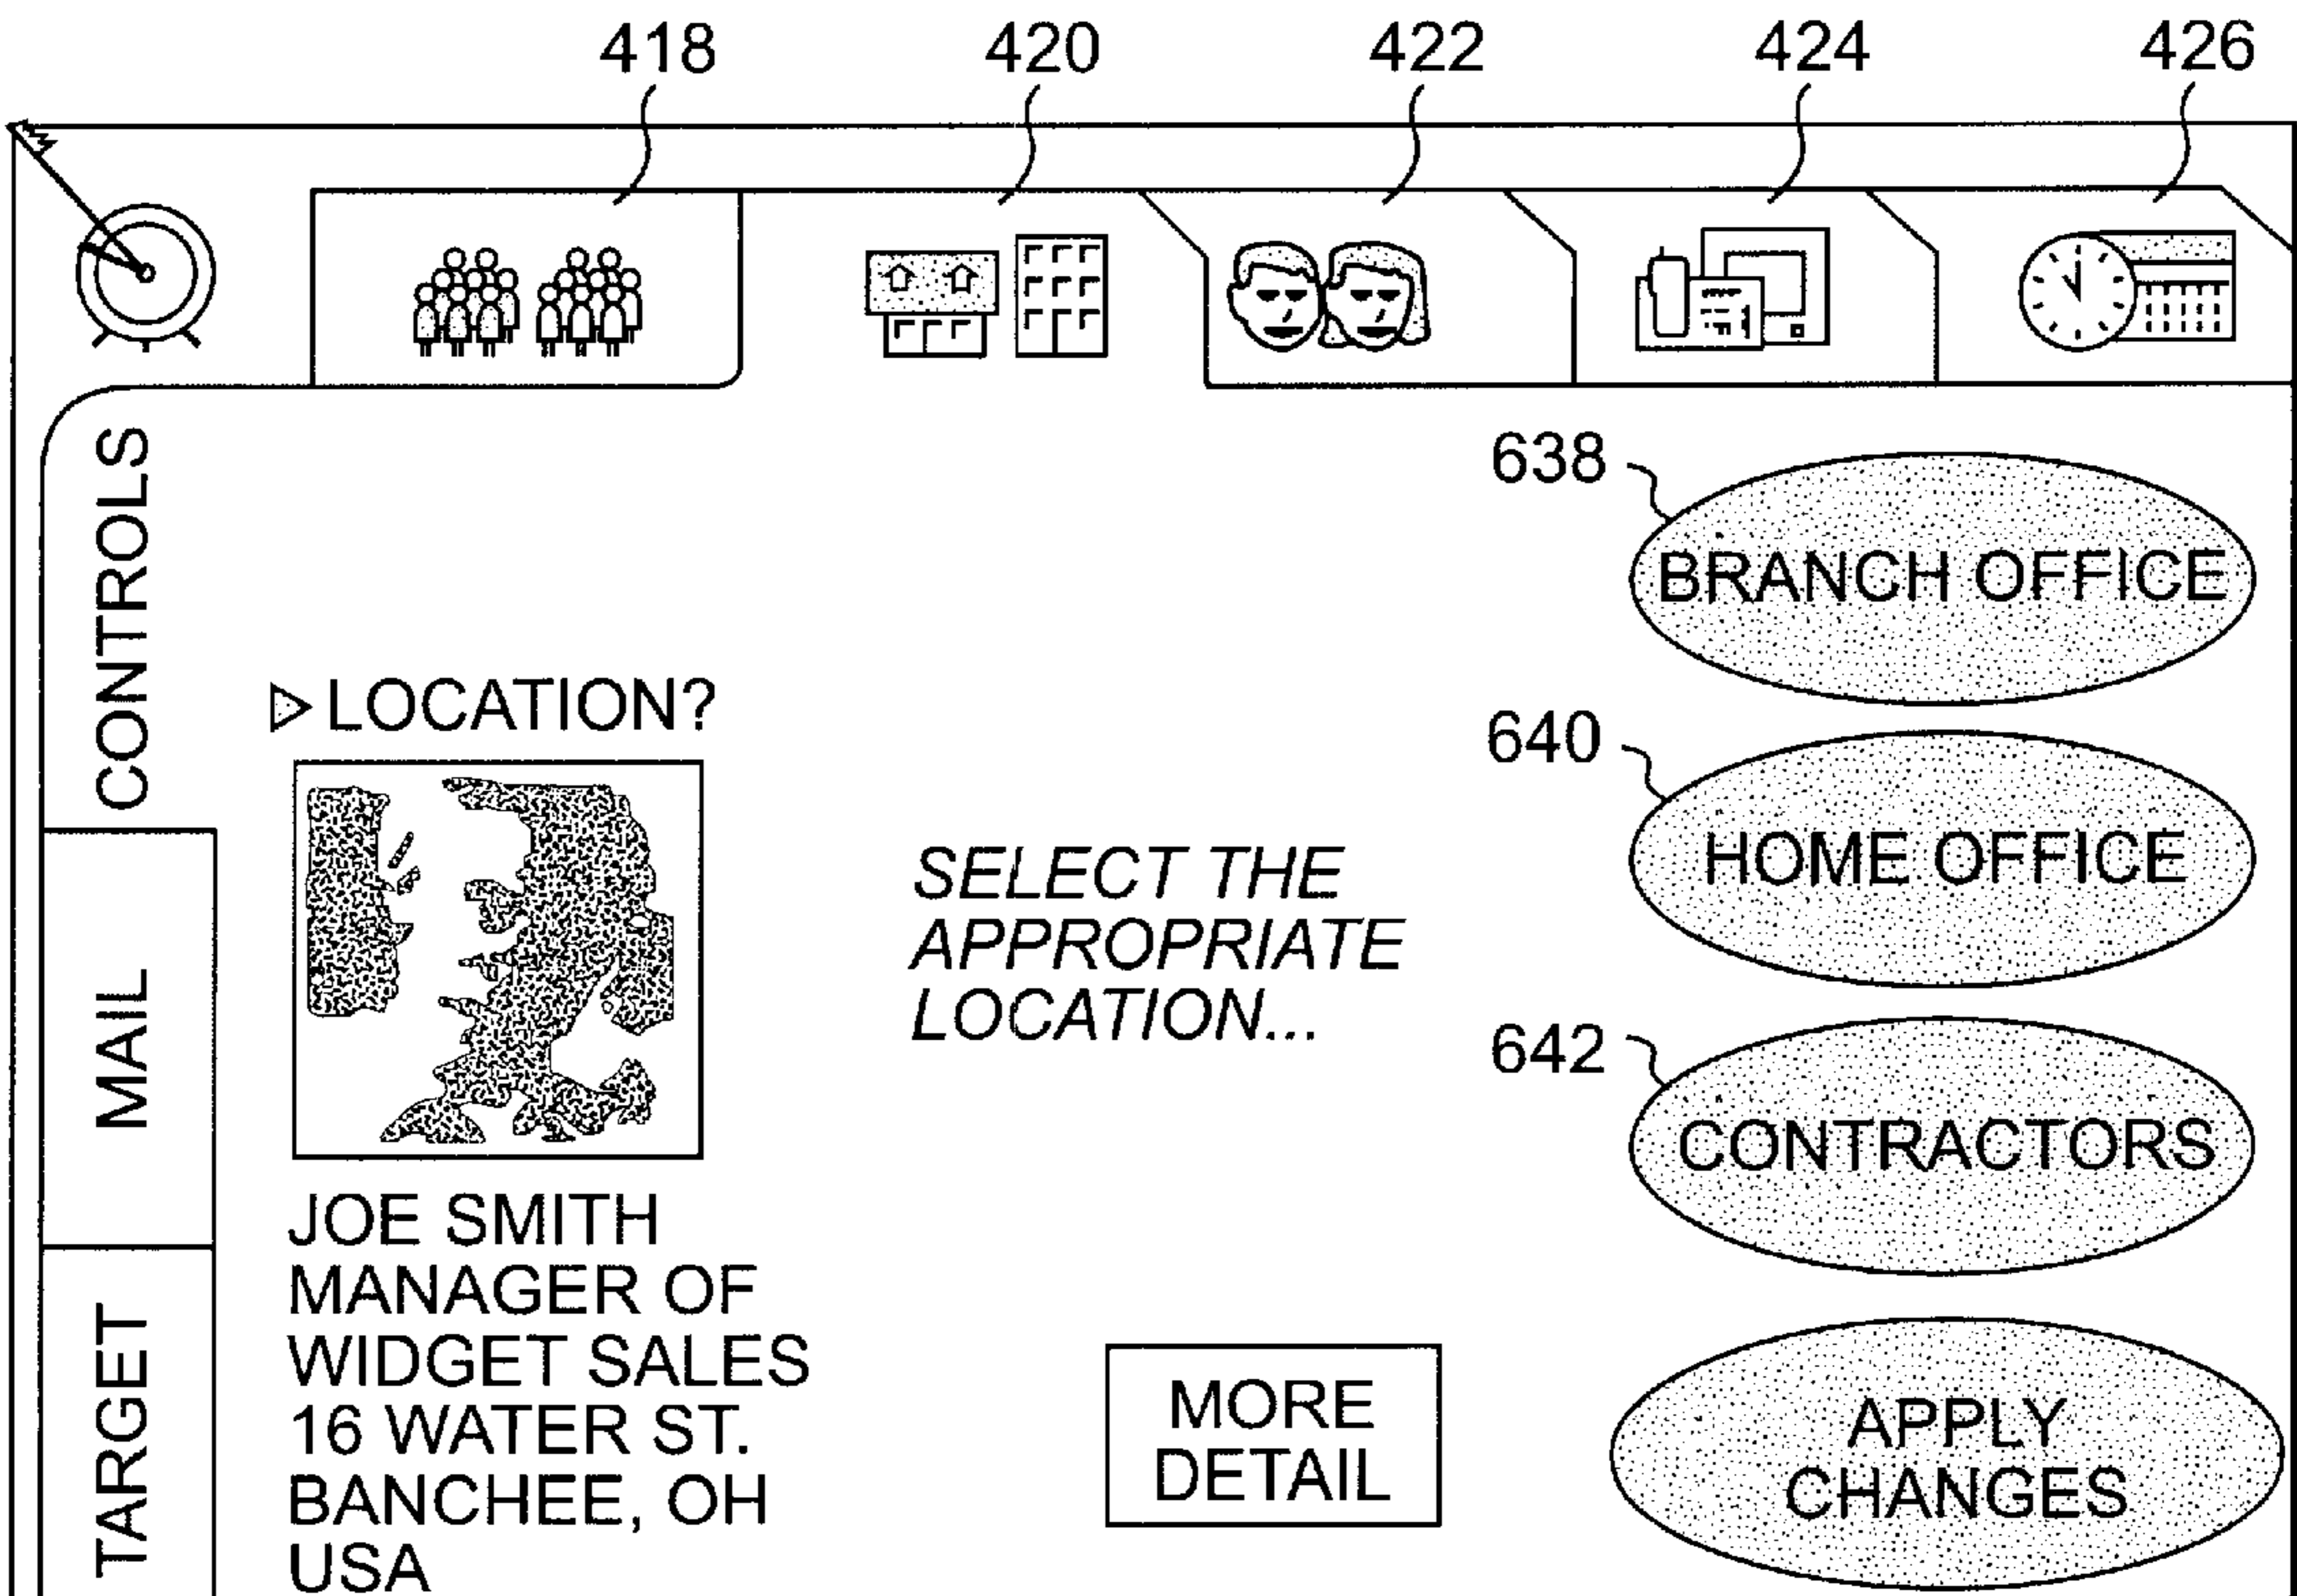 418
420
422
424
426
CONTROLS
MAIL
TARGET
▷ LOCATION?
JOE SMITH
MANAGER OF
WIDGET SALES
16 WATER ST.
BANCHEE, OH
USA
SELECT THE
APPROPRIATE
LOCATION...
MORE
DETAIL
638
BRANCH OFFICE
640
HOME OFFICE
642
CONTRACTORS
APPLY
CHANGES